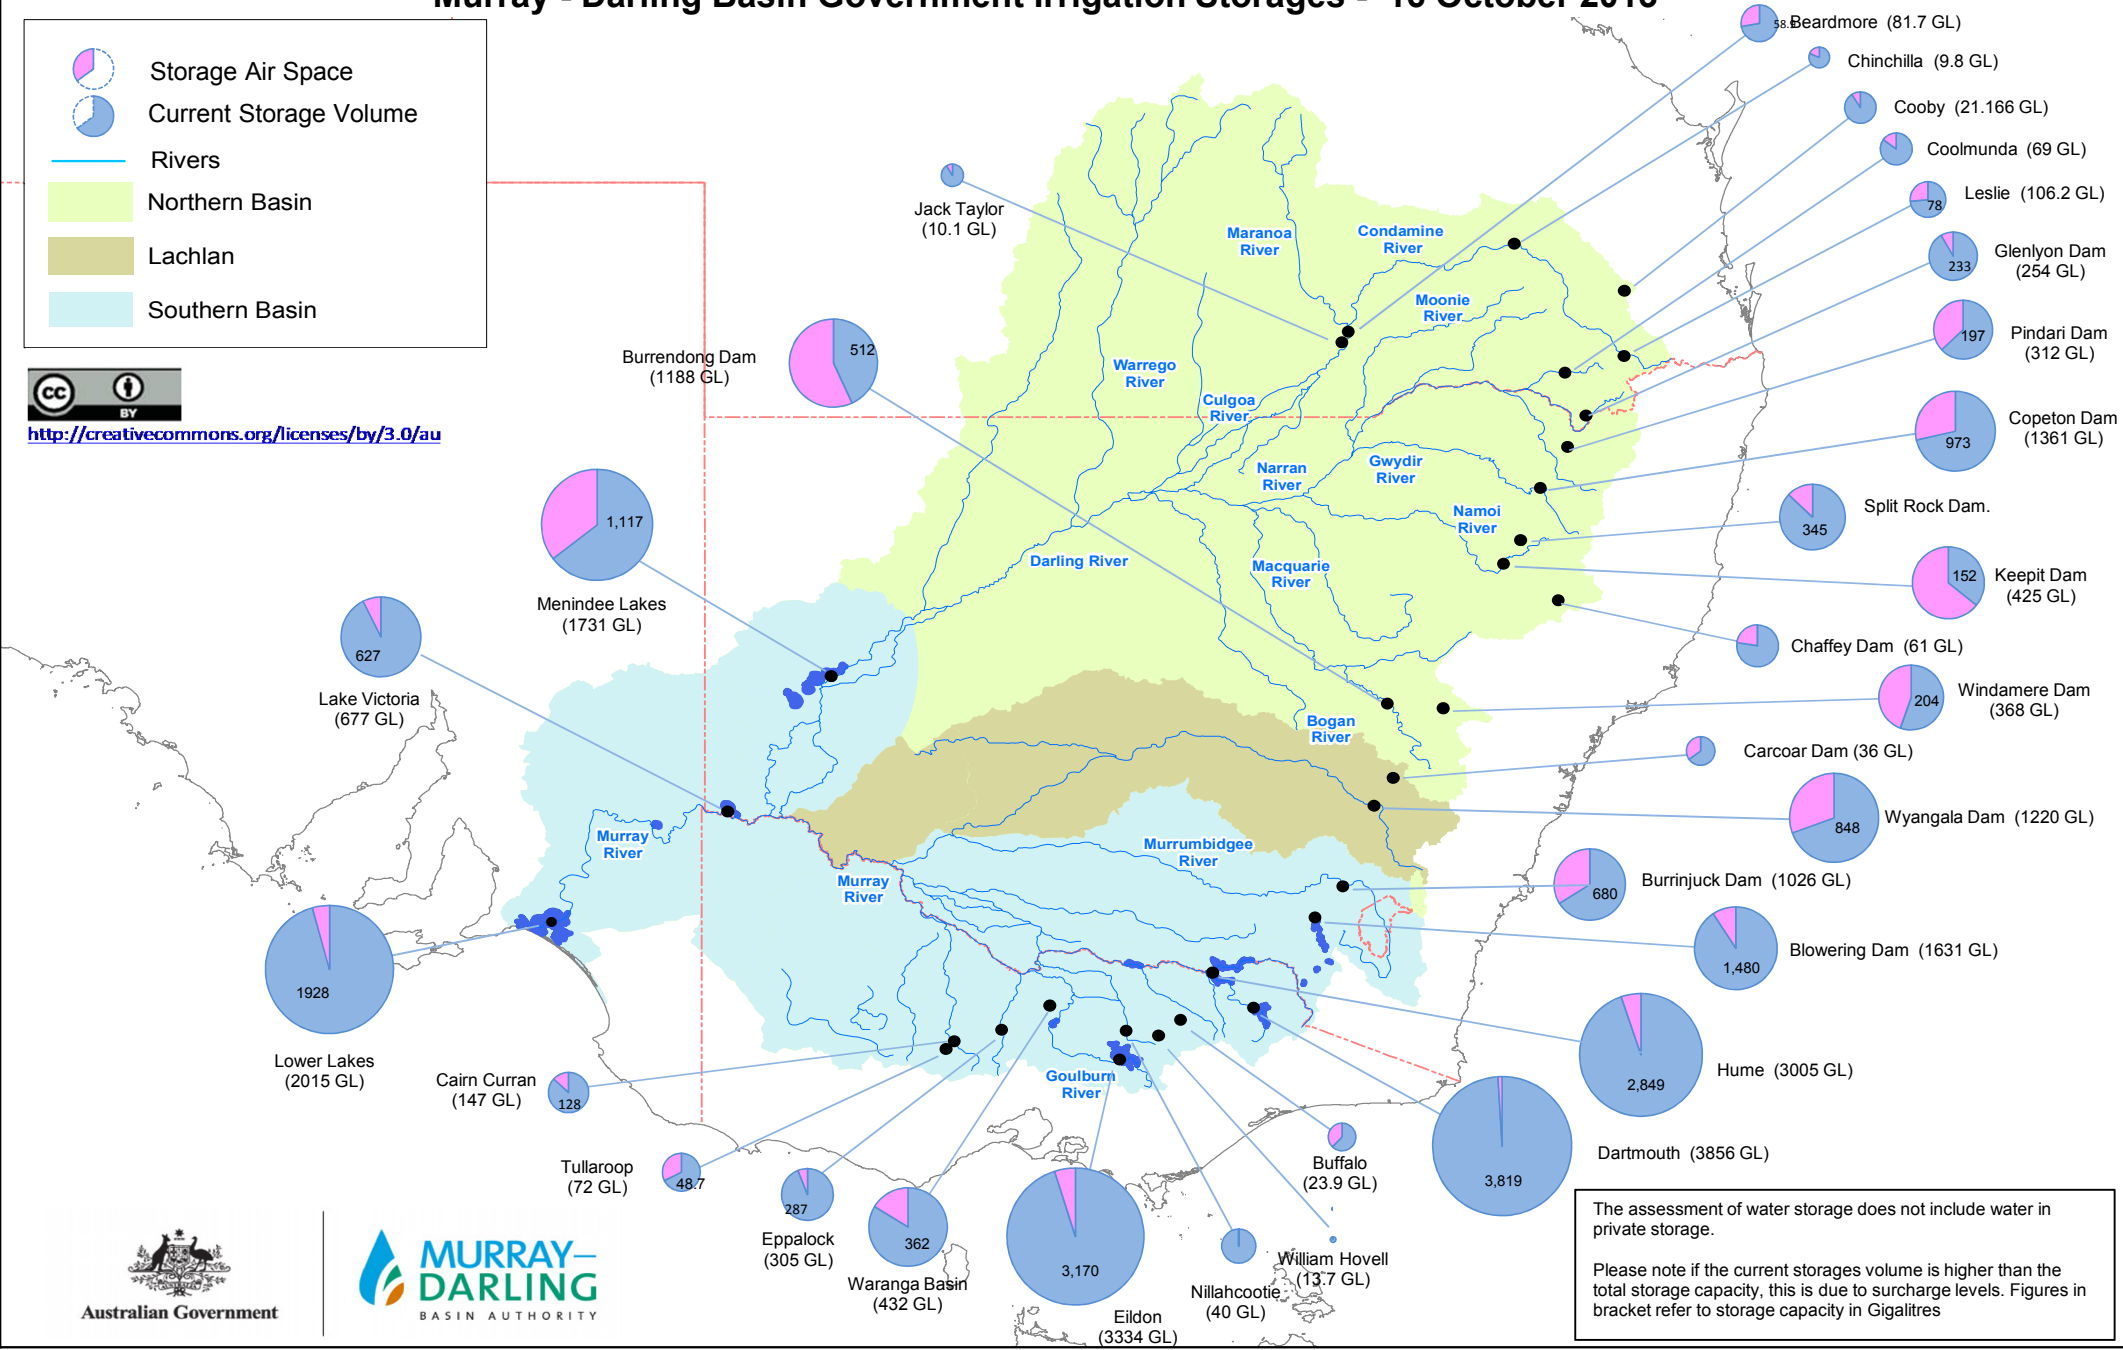 Murray - Darling Basin Government Irrigation Storages -
Storage Air Space
Current Storage Volume
Rivers
Northern Basin
Lachlan
Southern Basin
CC
BY
http://creativecommons.org/licenses/by/3.0/au
Beardmore (81.7 GL)
Chinchilla (9.8 GL)
Cooby (21.166 GL)
Coolmunda (69 GL)
Leslie (106.2 GL)
78
Glenlyon Dam
(254 GL)
233
Pindari Dam
(312 GL)
197
Copeton Dam
(1361 GL)
973
Split Rock Dam.
345
Keepit Dam
(425 GL)
152
Chaffey Dam (61 GL)
Windamere Dam
(368 GL)
204
Carcoar Dam (36 GL)
Wyangala Dam (1220 GL)
848
Burrinjuck Dam (1026 GL)
680
Blowering Dam (1631 GL)
1,480
Hume (3005 GL)
2,849
Dartmouth (3856 GL)
3,819
Jack Taylor
(10.1 GL)
Burrendong Dam
(1188 GL)
512
1,117
Menindee Lakes
(1731 GL)
627
Lake Victoria
(677 GL)
1928
Lower Lakes
(2015 GL)
Cairn Curran
(147 GL)
128
Tullaroop
(72 GL)
48.7
287
Eppalock
(305 GL)
362
Waranga Basin
(432 GL)
3,170
Eildon
(3334 GL)
Nillahcootie
(40 GL)
William Hovell
(13.7 GL)
Buffalo
(23.9 GL)
Maranoa
River
Condamine
River
Moonie
River
Warrego
River
Culgoa
River
Narran
River
Gwydir
River
Namoi
River
Darling River
Macquarie
River
Bogan
River
Murray
River
Murray
River
Murrumbidgee
River
Goulburn
River
Australian Government
MURRAY–
DARLING
BASIN AUTHORITY
The assessment of water storage does not include water in
private storage.
Please note if the current storages volume is higher than the
total storage capacity, this is due to surcharge levels. Figures in
bracket refer to storage capacity in Gigalitres